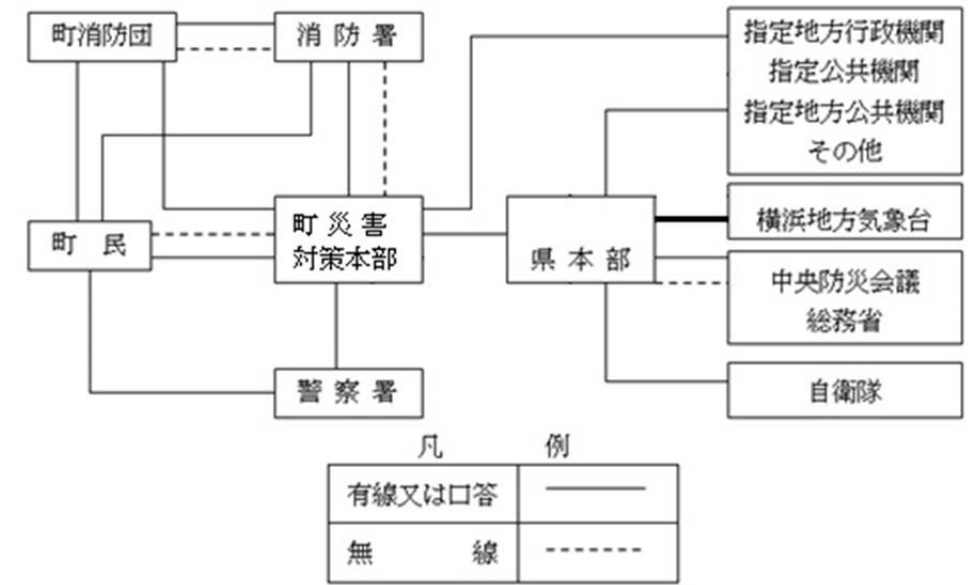 町消防団
消防署
指定地方行政機関
指定公共機関
指定地方公共機関
その他
町民
町災害
対策本部
県本部
横浜地方気象台
中央防災会議
総務省
警察署
自衛隊
凡例
有線又は口答
無線